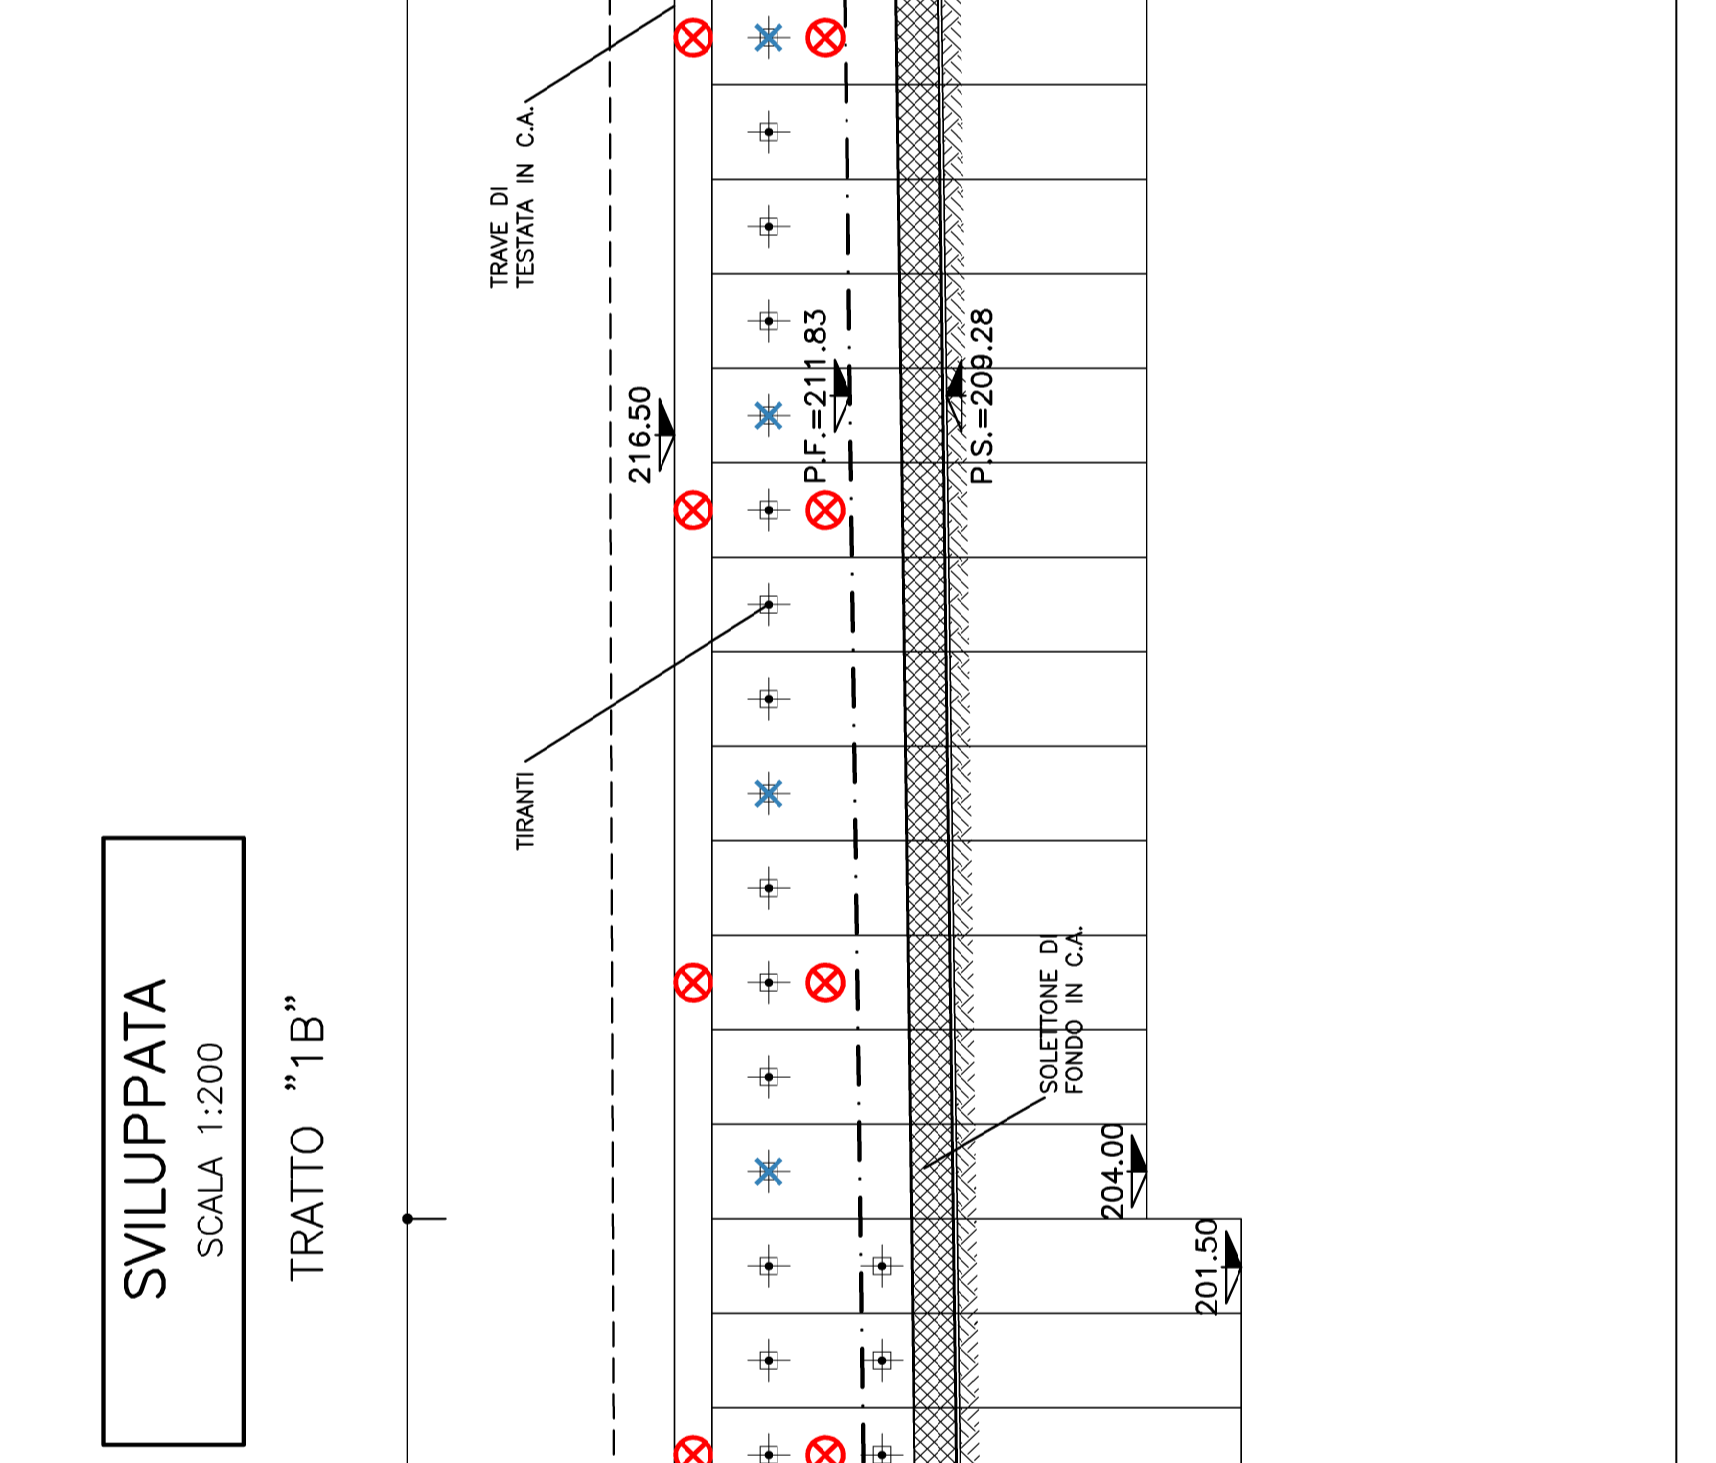 SVILUPPATA
SCALA 1:200
TRATTO "1B"
TRAVE DI
TESTATA IN C.A.
TIRANTI
216.50
P.F.=211.83
P.S.=209.28
SOLETTONE DI
FONDO IN C.A.
204.00
201.50